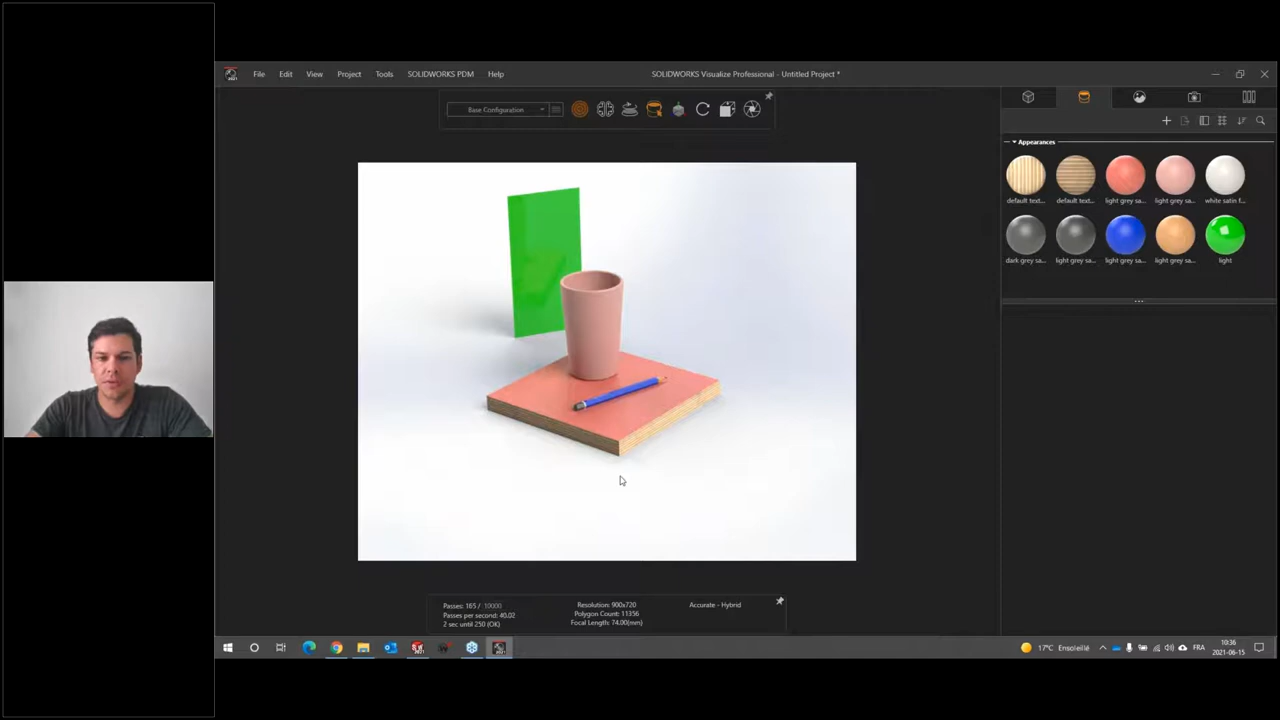 File Edit View Project Tools SOLIDWORKS PDM Help
SOLIDWORKS Visualize Professional - Untitled Project *
Base Configuration
Appearances
default text...
default text...
light grey sa...
light grey sa...
white satin f...
dark grey sa...
light grey sa...
light grey sa...
light grey sa...
light
Passes: 165 / 10000
Passes per second: 40.02
2 sec until 250 (OK)
Resolution: 900x720
Polygon Count: 11356
Focal Length: 74.00(mm)
Accurate - Hybrid
17°C Ensoleillé
FRA
10:36
2021-06-15